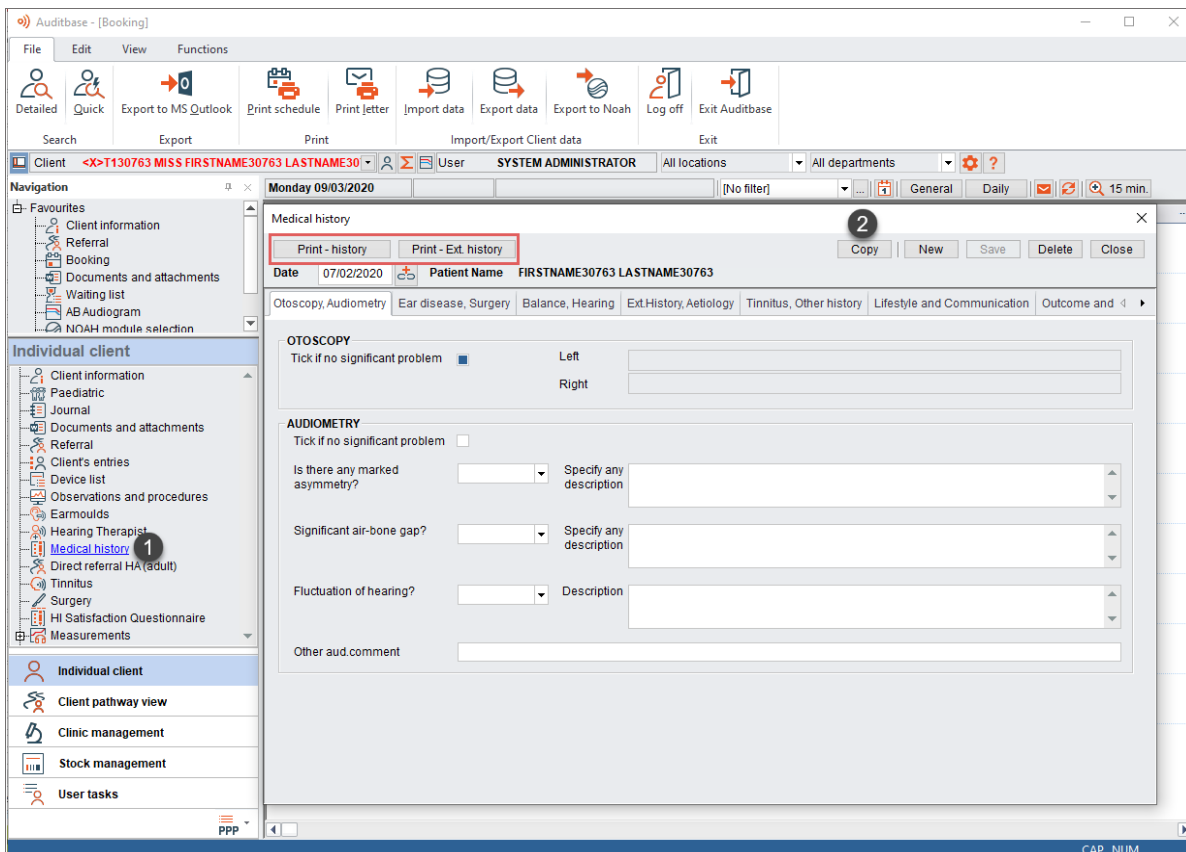 Auditbase - [Booking]
File Edit View Functions
Detailed Quick Export to MS Outlook Print schedule Print letter Import data Export data Export to Noah Log off Exit Auditbase
Search Export Print Import/Export Client data Exit
Client <X>T130763 MISS FIRSTNAME30763 LASTNAME30 User SYSTEM ADMINISTRATOR All locations All departments ?
Navigation
Monday 09/03/2020 [No filter] ... 1 General Daily 15 min.
Favourites
Client information
Referral
Booking
Documents and attachments
Waiting list
AB Audiogram
NOAH module selection
Individual client
Client information
Paediatric
Journal
Documents and attachments
Referral
Client's entries
Device list
Observations and procedures
Earmoulds
Hearing Therapist
Medical history 1
Direct referral HA (adult)
Tinnitus
Surgery
HI Satisfaction Questionnaire
Measurements
Individual client
Client pathway view
Clinic management
Stock management
User tasks
PPP
Medical history
2
Print - history Print - Ext. history Copy New Save Delete Close
Date 07/02/2020 Patient Name FIRSTNAME30763 LASTNAME30763
Otoscopy, Audiometry Ear disease, Surgery Balance, Hearing Ext.History, Aetiology Tinnitus, Other history Lifestyle and Communication Outcome and
OTOSCOPY
Tick if no significant problem Left
Right
AUDIOMETRY
Tick if no significant problem
Is there any marked asymmetry? Specify any description
Significant air-bone gap? Specify any description
Fluctuation of hearing? Description
Other aud.comment
CAP NUM